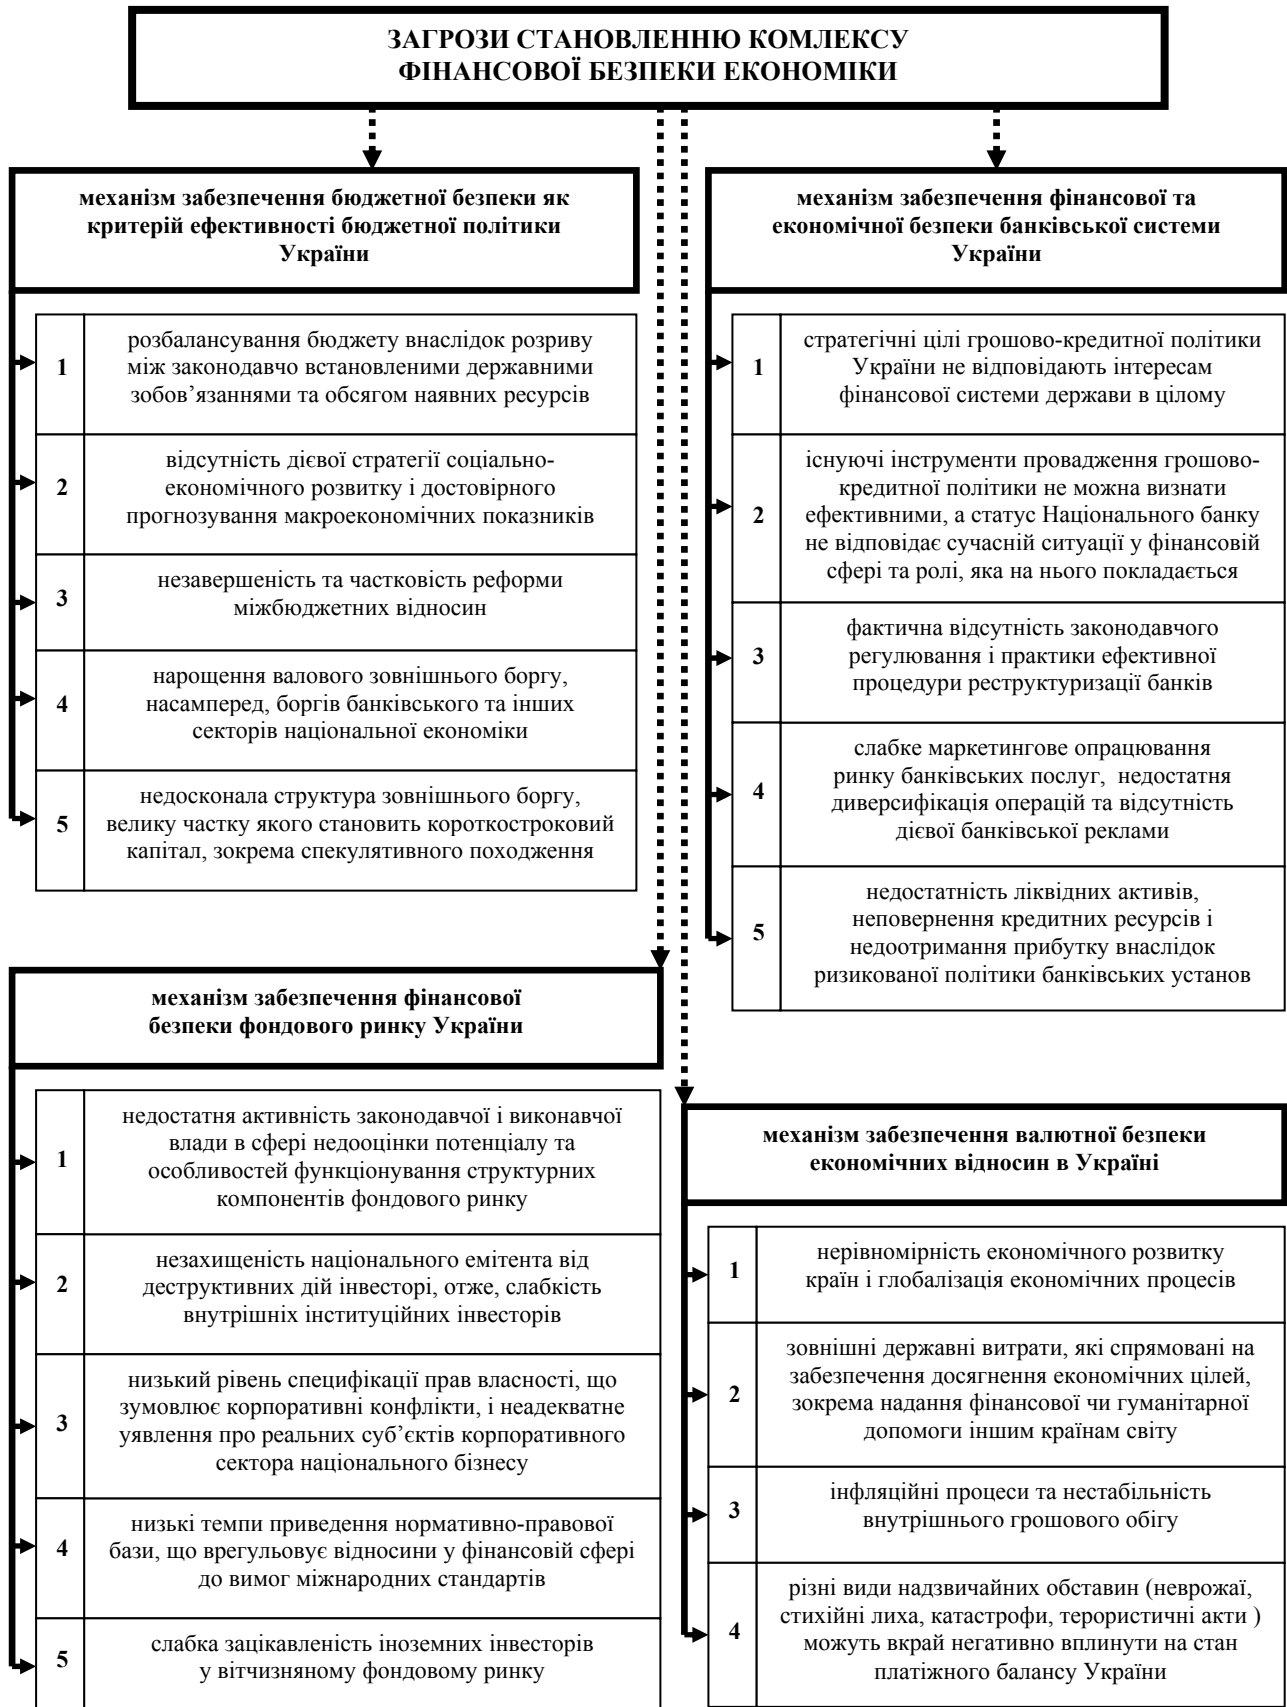 ЗАГРОЗИ СТАНОВЛЕННЮ КОМЛЕКСУ
ФІНАНСОВОЇ БЕЗПЕКИ ЕКОНОМІКИ
механізм забезпечення бюджетної безпеки як
критерій ефективності бюджетної політики
України
1
розбалансування бюджету внаслідок розриву
між законодавчо встановленими державними
зобов’язаннями та обсягом наявних ресурсів
2
відсутність дієвої стратегії соціально-
економічного розвитку і достовірного
прогнозування макроекономічних показників
3
незавершеність та частковість реформи
міжбюджетних відносин
4
нарощення валового зовнішнього боргу,
насамперед, боргів банківського та інших
секторів національної економіки
5
недосконала структура зовнішнього боргу,
велику частку якого становить короткостроковий
капітал, зокрема спекулятивного походження
механізм забезпечення фінансової та
економічної безпеки банківської системи
України
1
стратегічні цілі грошово-кредитної політики
України не відповідають інтересам
фінансової системи держави в цілому
2
існуючі інструменти провадження грошово-
кредитної політики не можна визнати
ефективними, а статус Національного банку
не відповідає сучасній ситуації у фінансовій
сфері та ролі, яка на нього покладається
3
фактична відсутність законодавчого
регулювання і практики ефективної
процедури реструктуризації банків
4
слабке маркетингове опрацювання
ринку банківських послуг, недостатня
диверсифікація операцій та відсутність
дієвої банківської реклами
5
недостатність ліквідних активів,
неповернення кредитних ресурсів і
недоотримання прибутку внаслідок
ризикованої політики банківських установ
механізм забезпечення фінансової
безпеки фондового ринку України
1
недостатня активність законодавчої і виконавчої
влади в сфері недооцінки потенціалу та
особливостей функціонування структурних
компонентів фондового ринку
2
незахищеність національного емітента від
деструктивних дій інвесторі, отже, слабкість
внутрішніх інституційних інвесторів
3
низький рівень специфікації прав власності, що
зумовлює корпоративні конфлікти, і неадекватне
уявлення про реальних суб’єктів корпоративного
сектора національного бізнесу
4
низькі темпи приведення нормативно-правової
бази, що врегульовує відносини у фінансовій сфері
до вимог міжнародних стандартів
5
слабка зацікавленість іноземних інвесторів
у вітчизняному фондовому ринку
механізм забезпечення валютної безпеки
економічних відносин в Україні
1
нерівномірність економічного розвитку
країн і глобалізація економічних процесів
2
зовнішні державні витрати, які спрямовані на
забезпечення досягнення економічних цілей,
зокрема надання фінансової чи гуманітарної
допомоги іншим країнам світу
3
інфляційні процеси та нестабільність
внутрішнього грошового обігу
4
різні види надзвичайних обставин (неврожаї,
стихійні лиха, катастрофи, терористичні акти )
можуть вкрай негативно вплинути на стан
платіжного балансу України